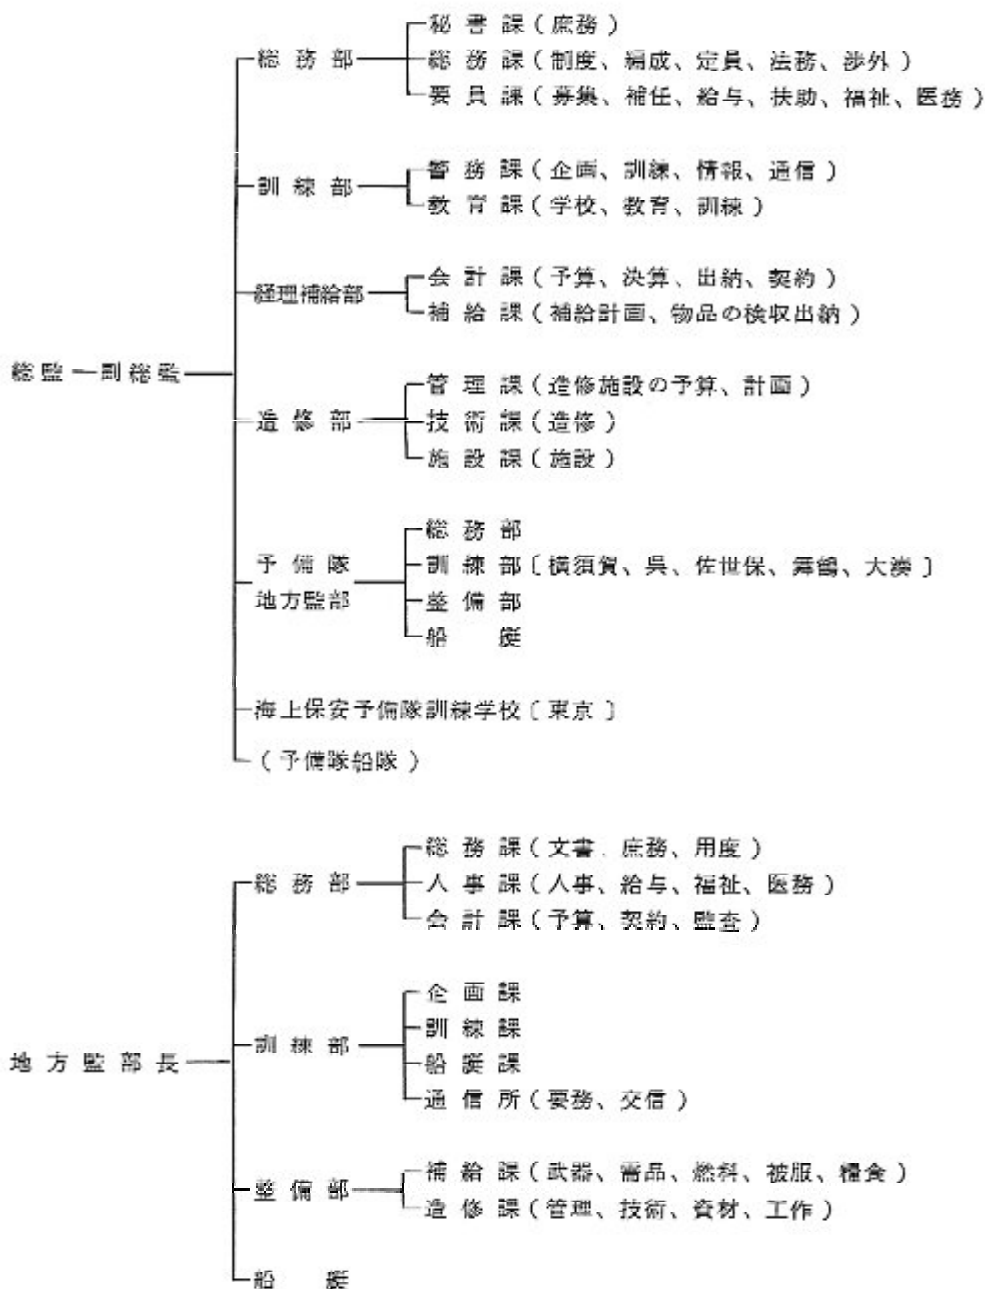 秘書課(庶務)
総務部 総務課(制度、編成、定員、法務、渉外)
要員課(募集、補任、給与、扶助、福祉、医務)
訓練部 警務課(企画、訓練、情報、通信)
教育課(学校、教育、訓練)
経理補給部 会計課(予算、決算、出納、契約)
補給課(補給計画、物品の検収出納)
総監 副総監
造修部 管理課(造修施設の予算、計画)
技術課(造修)
施設課(施設)
予備隊
地方監部
総務部
訓練部〔横須賀、呉、佐世保、舞鶴、大湊〕
整備部
船艇
海上保安予備隊訓練学校〔東京〕
(予備隊船隊)
総務課(文書、庶務、用度)
総務部 人事課(人事、給与、福祉、医務)
会計課(予算、契約、監査)
企画課
訓練課
訓練部
船艇課
地方監部長
通信所(要務、交信)
整備部 補給課(武器、需品、燃料、被服、糧食)
造修課(管理、技術、資材、工作)
船艇